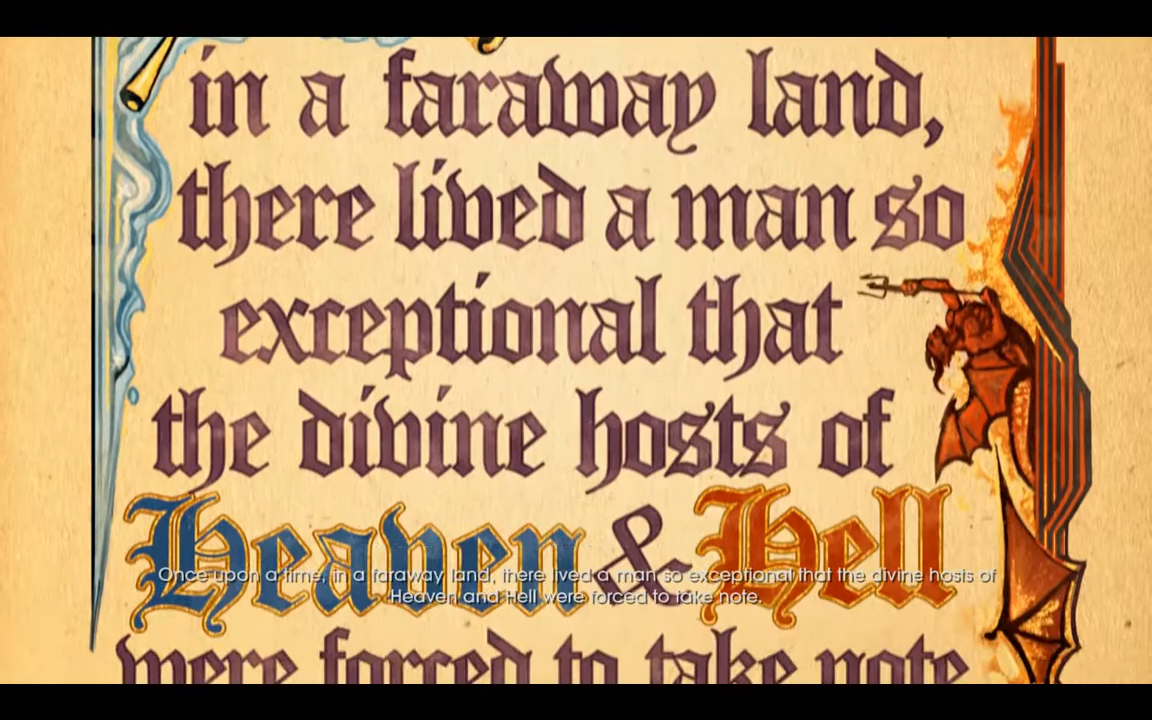 in a faraway land,
there lived a man so
exceptional that
the divine hosts of
Heaven & Hell
Once upon a time, in a faraway land, there lived a man so exceptional that the divine hosts of
Heaven and Hell were forced to take note.
were forced to take note